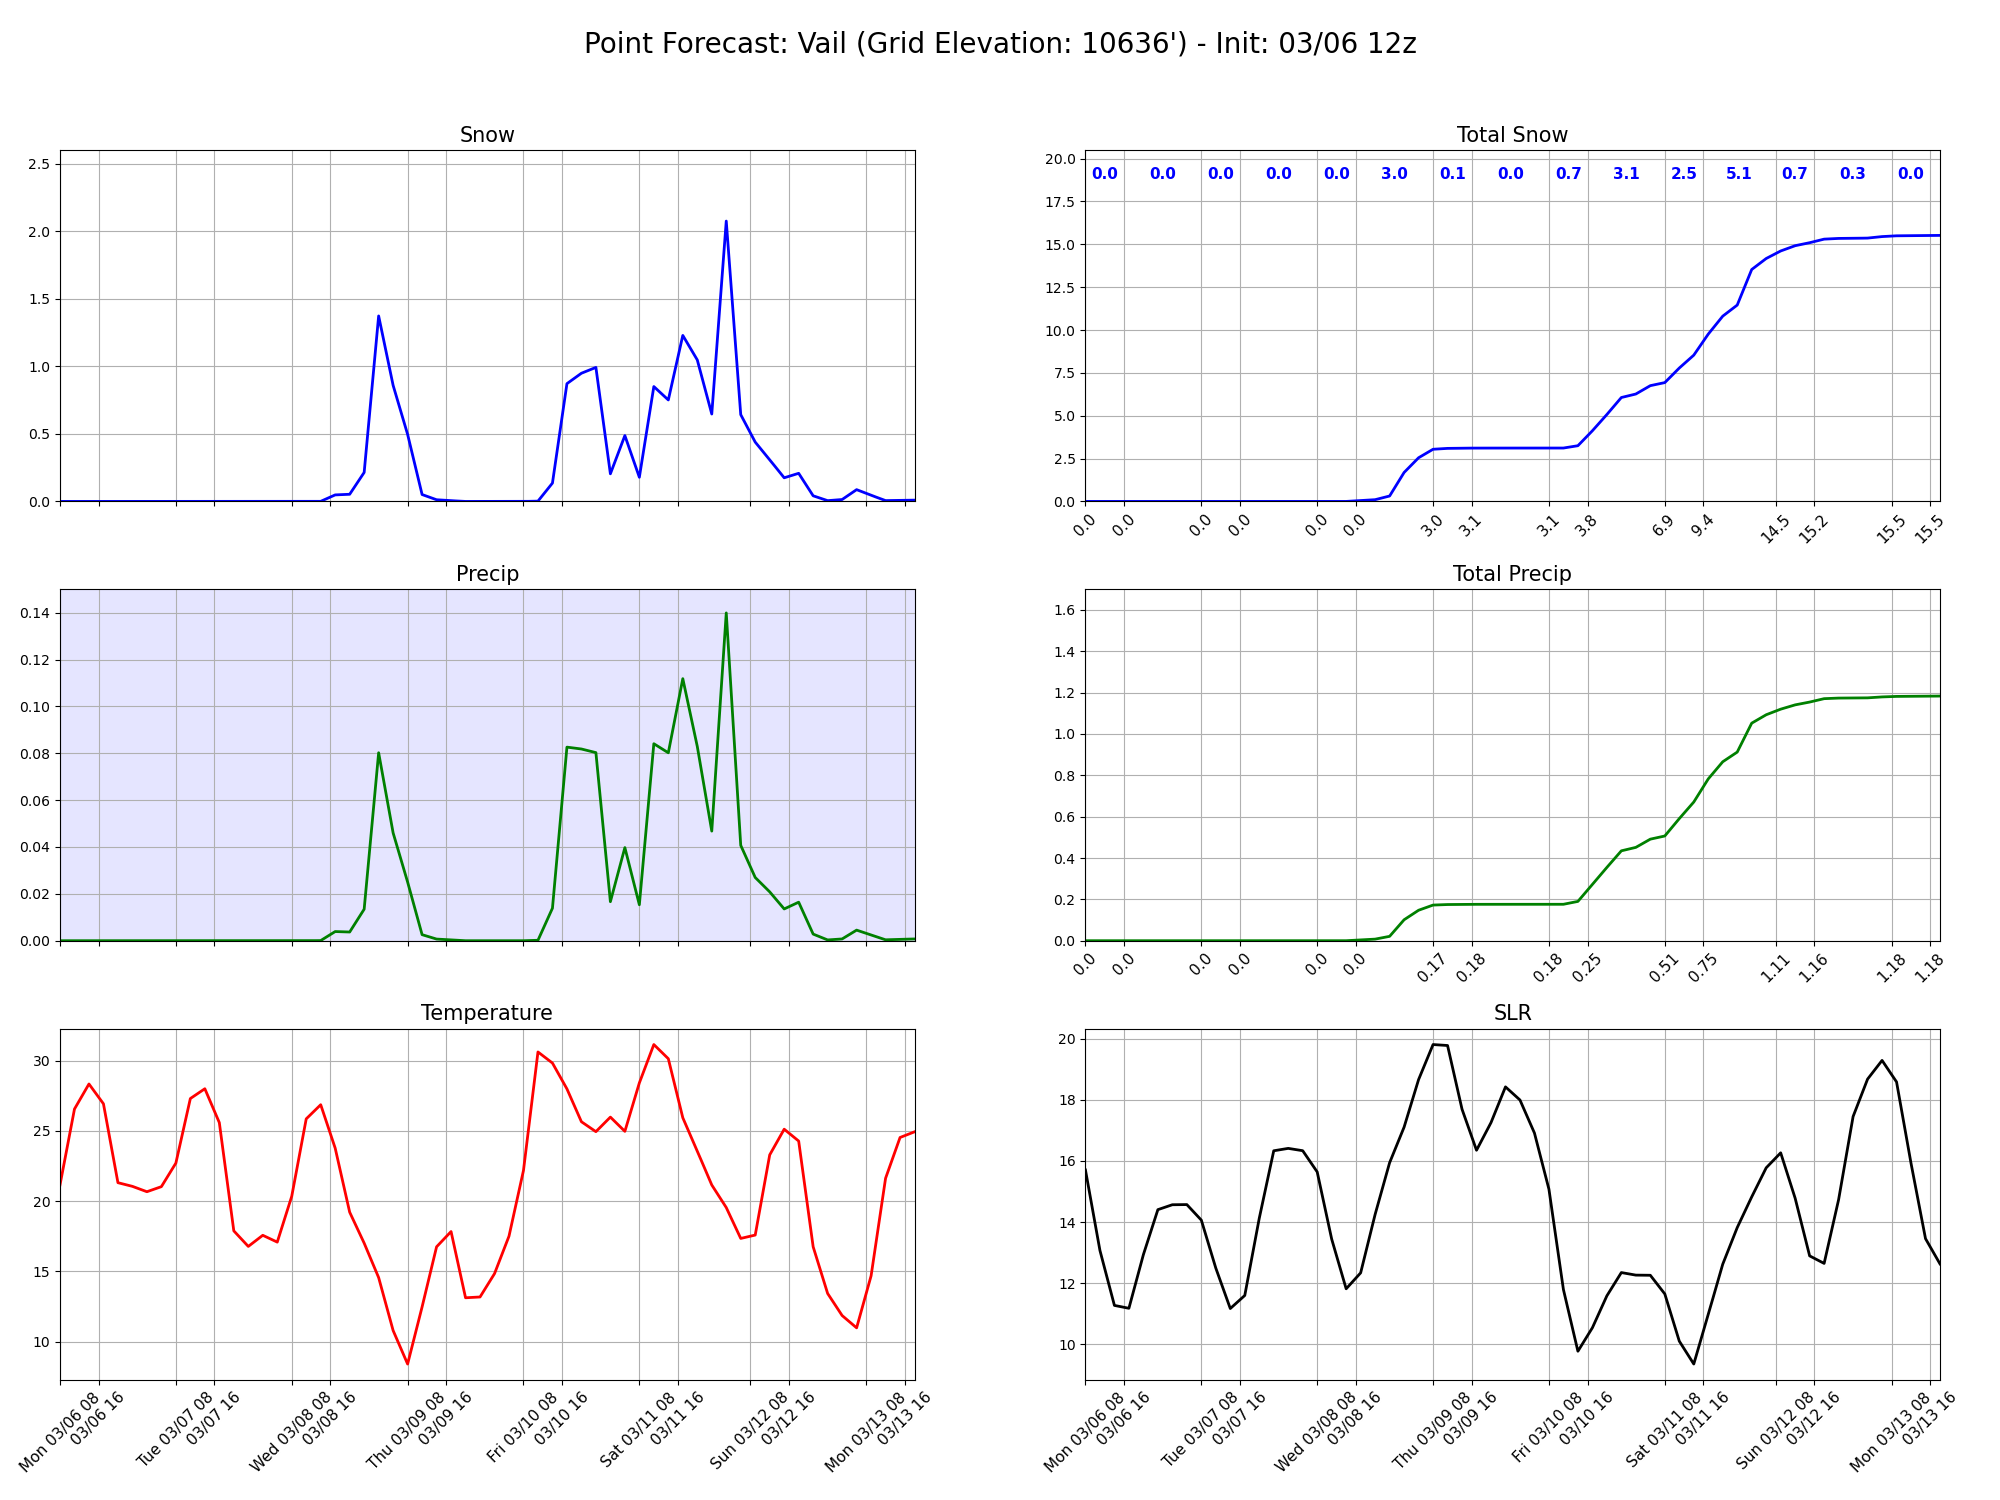 Point Forecast: Vail (Grid Elevation: 10636') - Init: 03/06 12z
Snow
2.5
2.0
1.5
1.0
0.5
0.0
Total Snow
20.0
17.5
15.0
12.5
10.0
7.5
5.0
2.5
0.0
0.0 0.0 0.0 0.0 0.0 3.0 0.1 0.0 0.7 3.1 2.5 5.1 0.7 0.3 0.0
0.0 0.0 0.0 0.0 0.0 0.0 3.0 3.1 3.1 3.8 6.9 9.4 14.5 15.2 15.5 15.5
Precip
0.14
0.12
0.10
0.08
0.06
0.04
0.02
0.00
Total Precip
1.6
1.4
1.2
1.0
0.8
0.6
0.4
0.2
0.0
0.0 0.0 0.0 0.0 0.0 0.0 0.17 0.18 0.18 0.25 0.51 0.75 1.11 1.16 1.18 1.18
Temperature
30
25
20
15
10
Mon 03/06 08
03/06 16
Tue 03/07 08
03/07 16
Wed 03/08 08
03/08 16
Thu 03/09 08
03/09 16
Fri 03/10 08
03/10 16
Sat 03/11 08
03/11 16
Sun 03/12 08
03/12 16
Mon 03/13 08
03/13 16
SLR
20
18
16
14
12
10
Mon 03/06 08
03/06 16
Tue 03/07 08
03/07 16
Wed 03/08 08
03/08 16
Thu 03/09 08
03/09 16
Fri 03/10 08
03/10 16
Sat 03/11 08
03/11 16
Sun 03/12 08
03/12 16
Mon 03/13 08
03/13 16